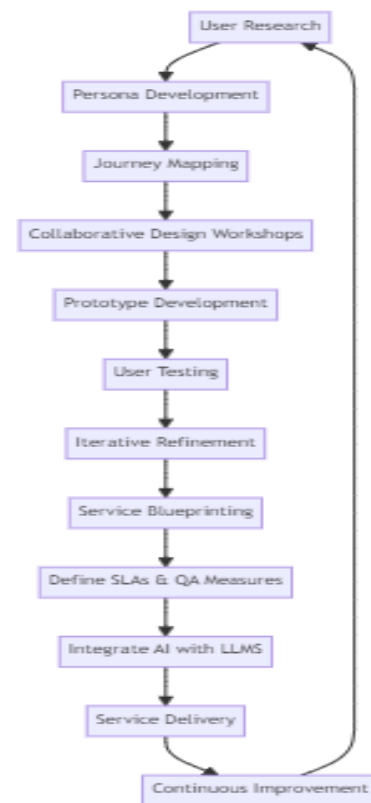 User Research
Persona Development
Journey Mapping
Collaborative Design Workshops
Prototype Development
User Testing
Iterative Refinement
Service Blueprinting
Define SLAs & QA Measures
Integrate AI with LLMS
Service Delivery
Continuous Improvement